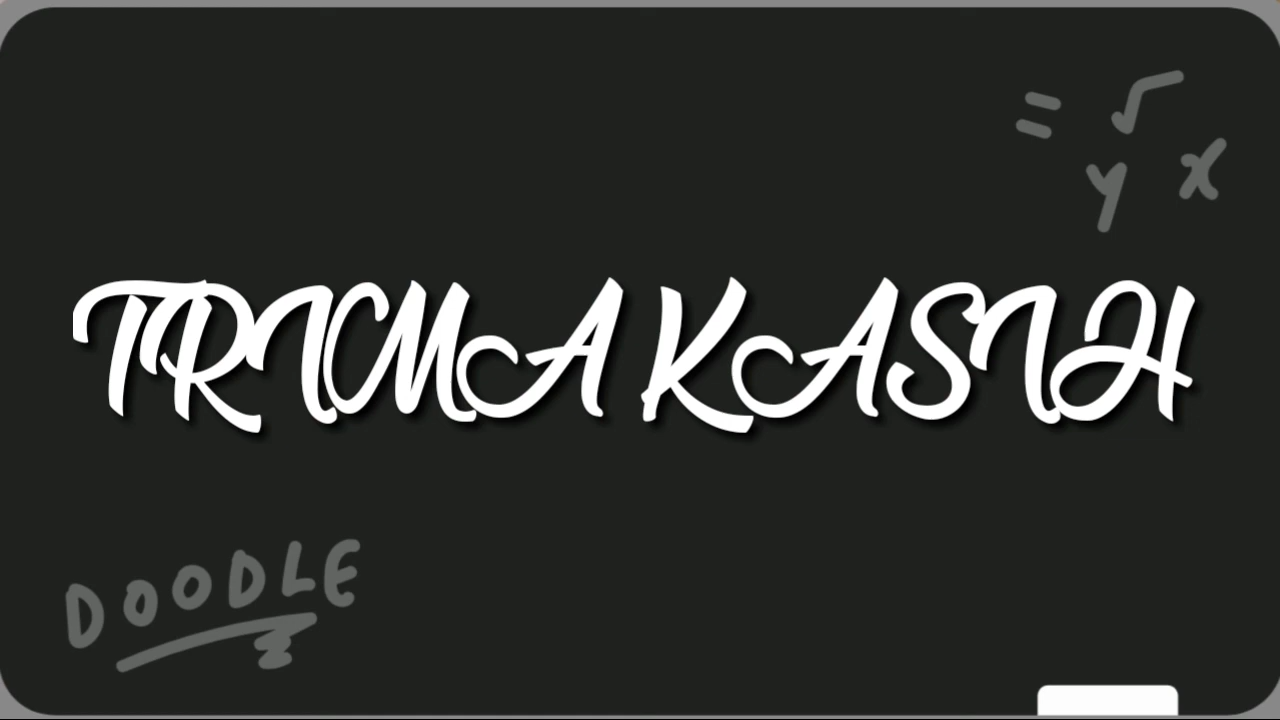 = √
y x
TRIMA KASIH
DOODLE